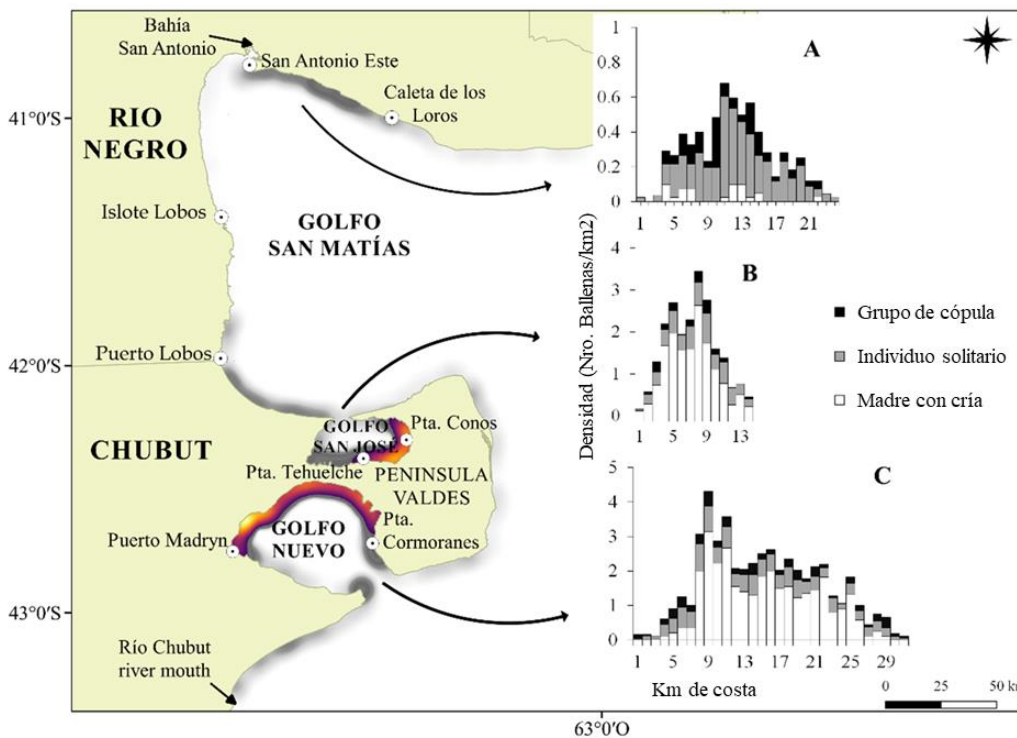 Bahía
San Antonio
San Antonio Este
Caleta de los
Loros
41°0'S
RIO
NEGRO
Islote Lobos
GOLFO
SAN MATÍAS
Puerto Lobos
42°0'S
GOLFO
SAN JOSÉ
Pta. Conos
CHUBUT
Pta. Tehuelche
PENINSULA
VALDES
GOLFO
NUEVO
Pta.
Cormoranes
Puerto Madryn
43°0'S
Río Chubut
river mouth
63°0'O
Densidad (Nro. Ballenas/km2)
A
1
0.8
0.6
0.4
0.2
0
1 5 9 13 17 21
B
4
3
2
1
0
1 5 9 13
Grupo de cópula
Individuo solitario
Madre con cría
C
5
4
3
2
1
0
1 5 9 13 17 21 25 29
Km de costa
0 25 50 km